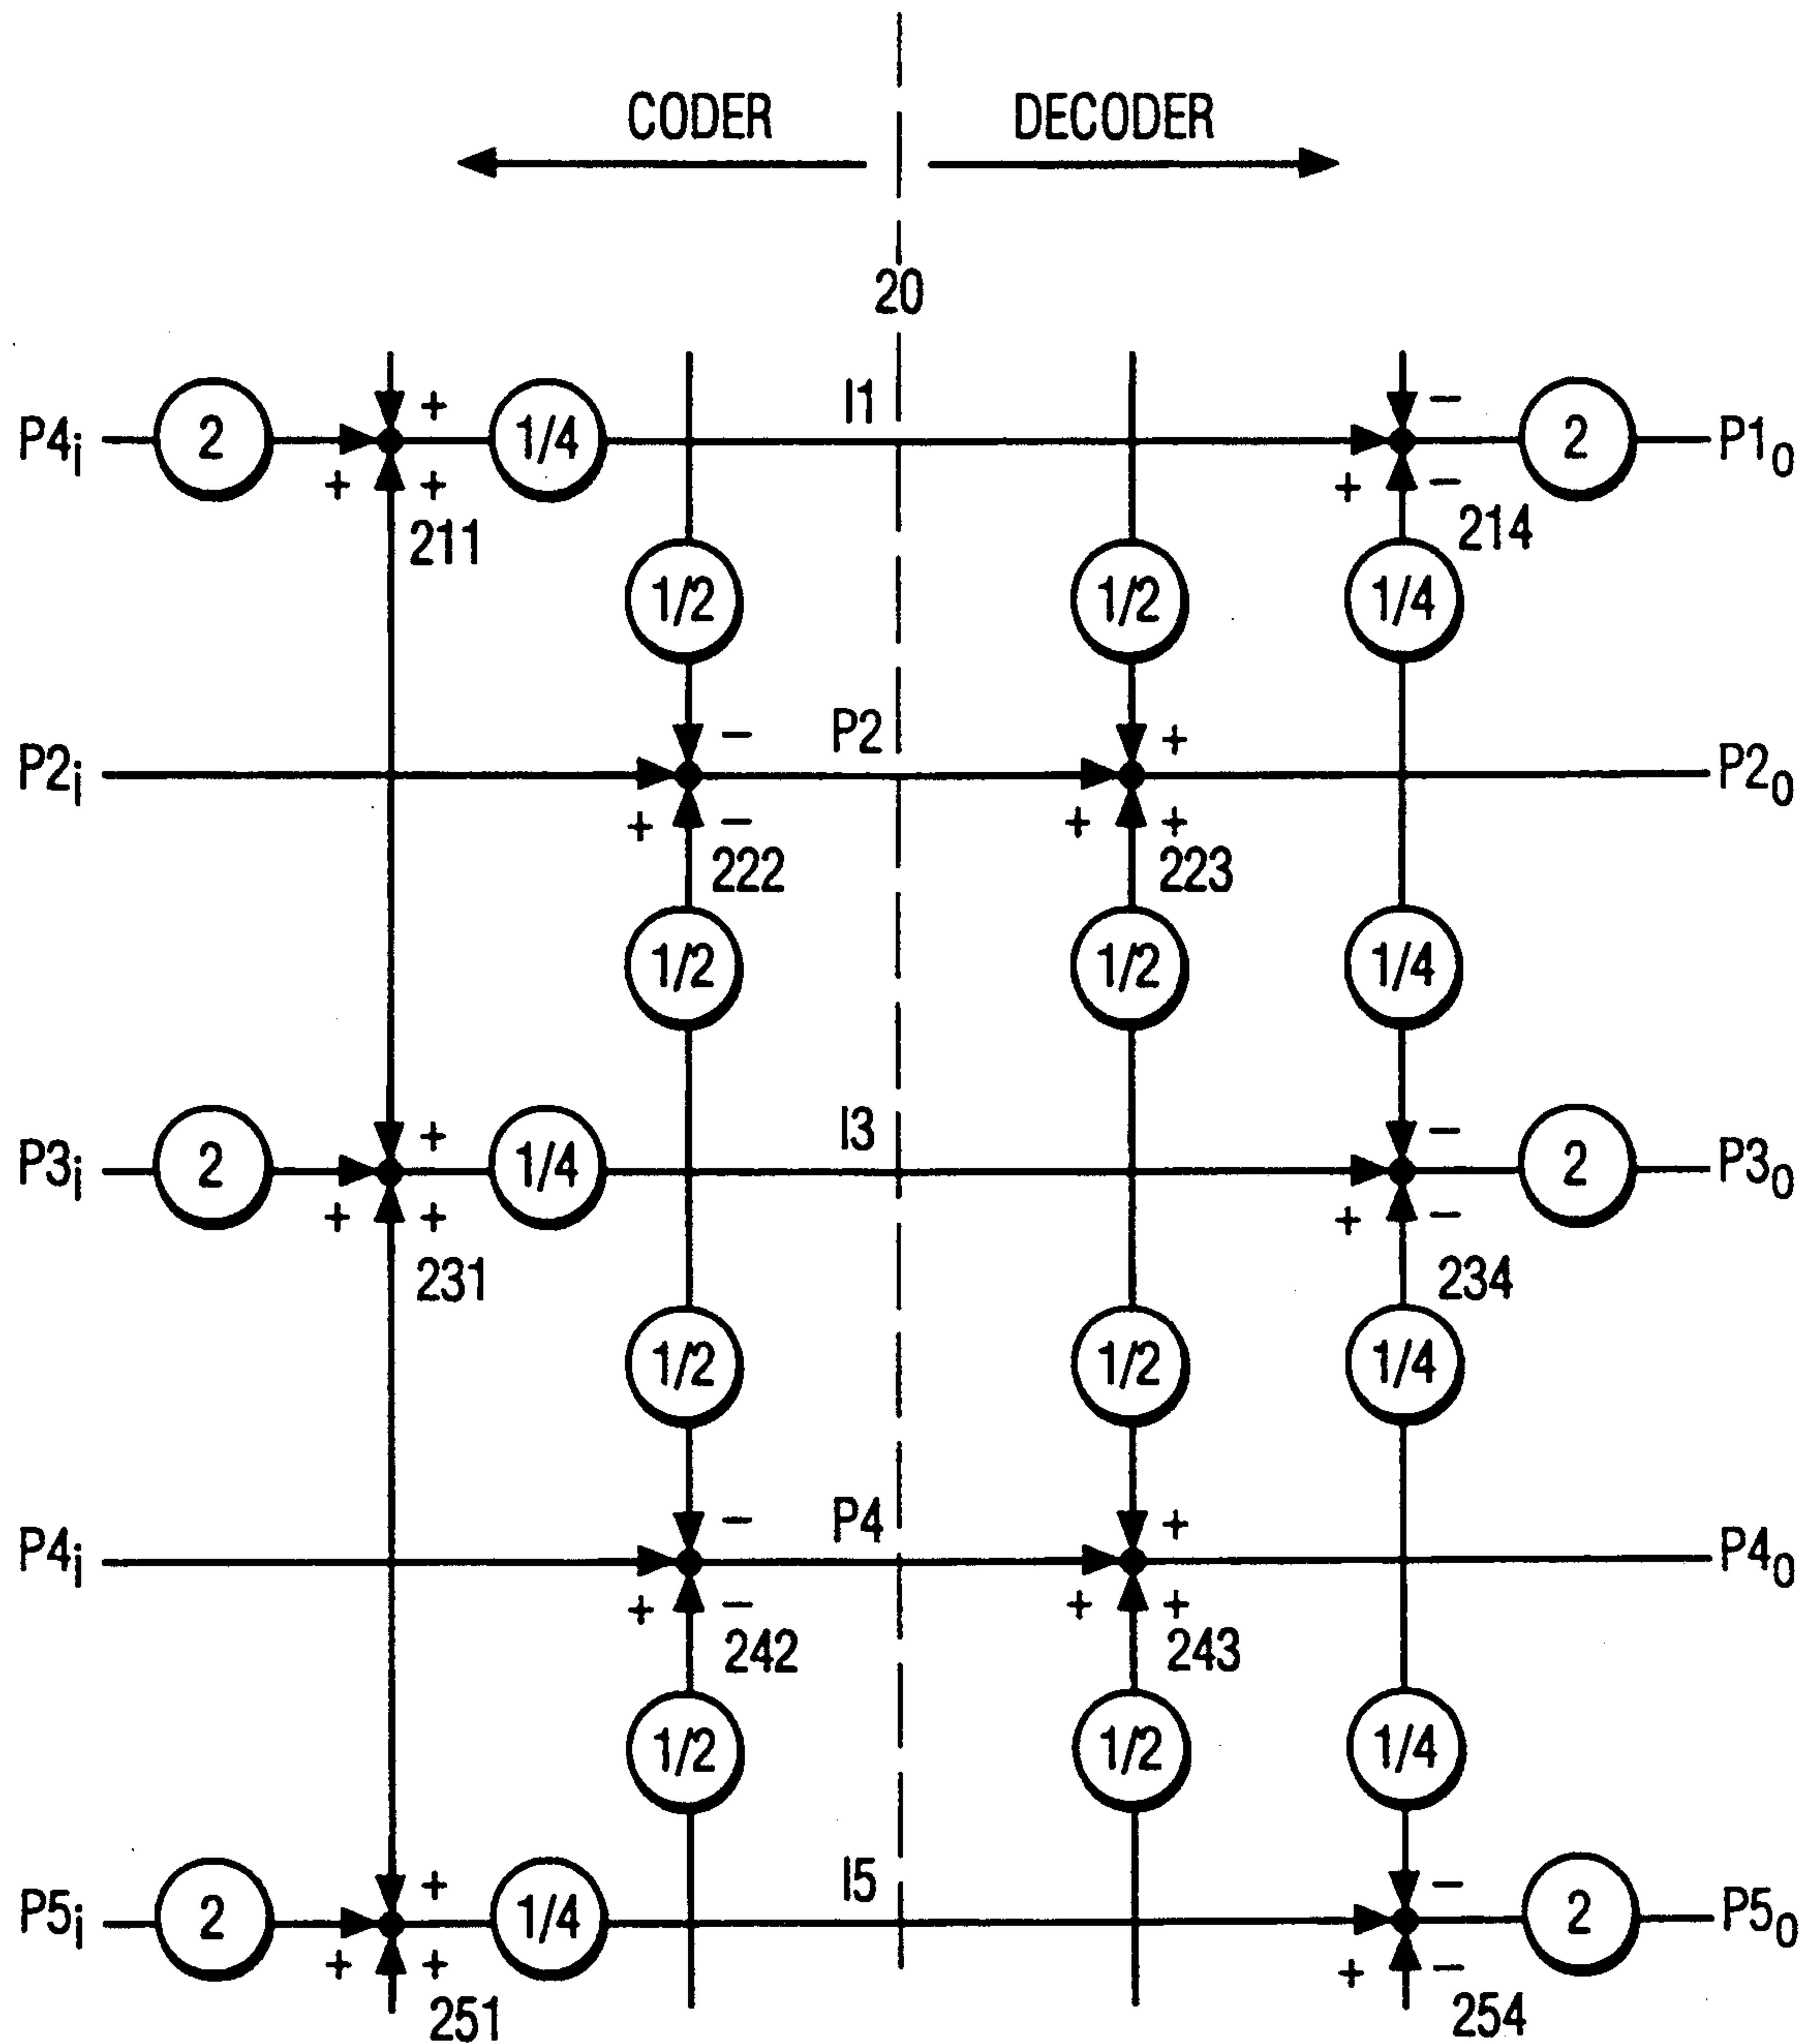 CODER DECODER
20
P4i 2 + 1/4 I1 − 2 P1o
+ + 211 + − 214
1/2 1/2 1/4
P2i − P2 + P2o
+ − 222 + + 223
1/2 1/2 1/4
P3i 2 + 1/4 I3 − 2 P3o
+ + 231 + − 234
1/2 1/2 1/4
P4i − P4 + P4o
+ − 242 + + 243
1/2 1/2 1/4
P5i 2 + 1/4 I5 − 2 P5o
+ + 251 + − 254